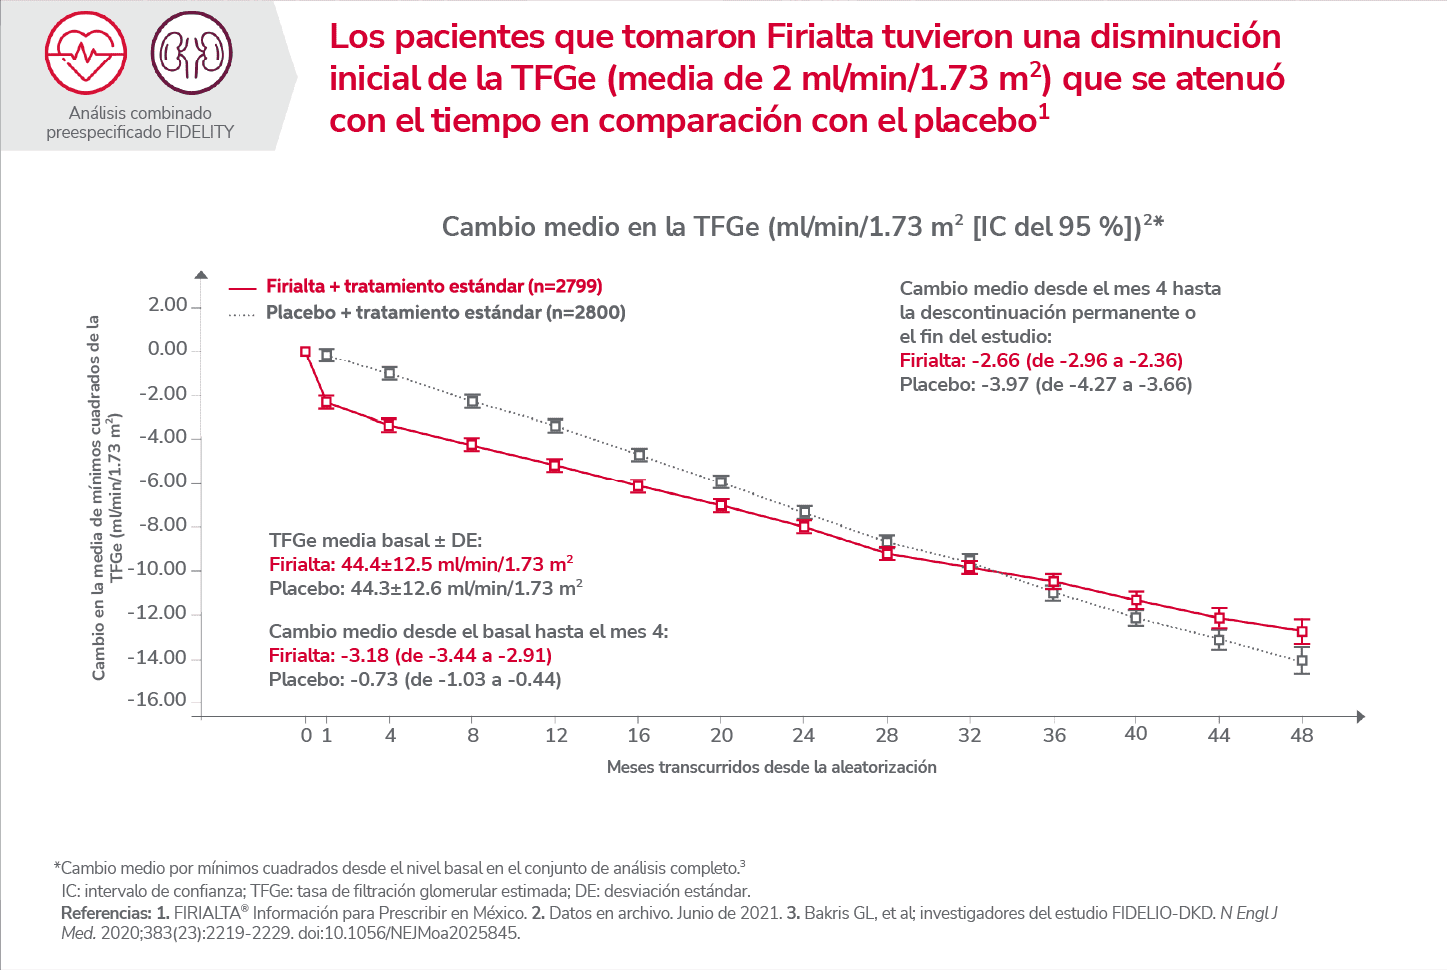 Análisis combinado
preespecificado FIDELITY
Los pacientes que tomaron Firialta tuvieron una disminución
inicial de la TFGe (media de 2 ml/min/1.73 m²) que se atenuó
con el tiempo en comparación con el placebo¹
Cambio medio en la TFGe (ml/min/1.73 m² [IC del 95 %])²*
Firialta + tratamiento estándar (n=2799)
Placebo + tratamiento estándar (n=2800)
Cambio medio desde el mes 4 hasta
la descontinuación permanente o
el fin del estudio:
Firialta: -2.66 (de -2.96 a -2.36)
Placebo: -3.97 (de -4.27 a -3.66)
Cambio en la media de mínimos cuadrados de la
TFGe (ml/min/1.73 m²)
2.00
0.00
-2.00
-4.00
-6.00
-8.00
-10.00
-12.00
-14.00
-16.00
TFGe media basal ± DE:
Firialta: 44.4±12.5 ml/min/1.73 m²
Placebo: 44.3±12.6 ml/min/1.73 m²
Cambio medio desde el basal hasta el mes 4:
Firialta: -3.18 (de -3.44 a -2.91)
Placebo: -0.73 (de -1.03 a -0.44)
0 1 4 8 12 16 20 24 28 32 36 40 44 48
Meses transcurridos desde la aleatorización
*Cambio medio por mínimos cuadrados desde el nivel basal en el conjunto de análisis completo.³
IC: intervalo de confianza; TFGe: tasa de filtración glomerular estimada; DE: desviación estándar.
Referencias: 1. FIRIALTA® Información para Prescribir en México. 2. Datos en archivo. Junio de 2021. 3. Bakris GL, et al; investigadores del estudio FIDELIO-DKD. N Engl J
Med. 2020;383(23):2219-2229. doi:10.1056/NEJMoa2025845.